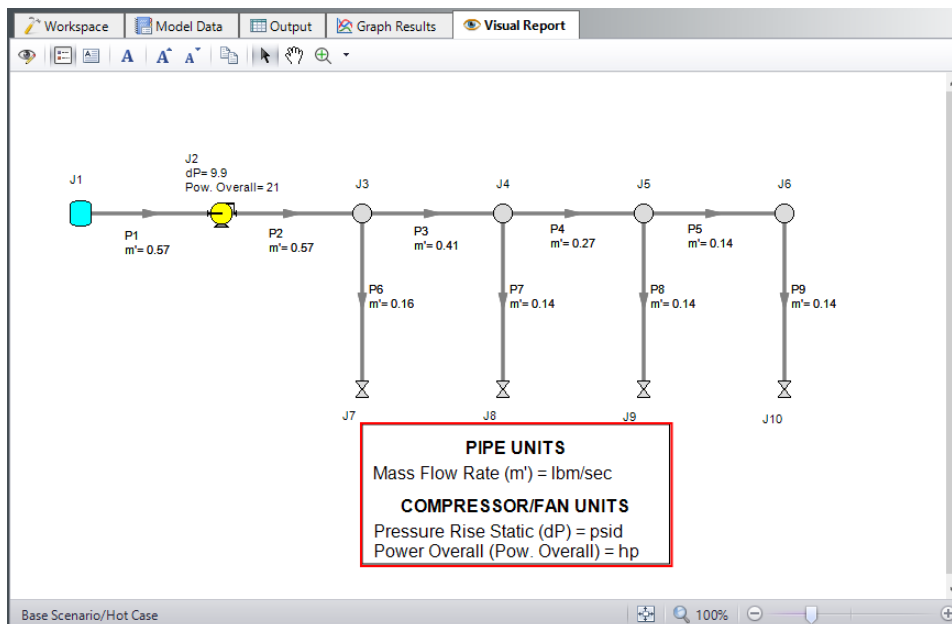 Workspace
Model Data
Output
Graph Results
Visual Report
A A A
J2
dP= 9.9
Pow. Overall= 21
J1
J3
J4
J5
J6
P1
m'= 0.57
P2
m'= 0.57
P3
m'= 0.41
P4
m'= 0.27
P5
m'= 0.14
P6
m'= 0.16
P7
m'= 0.14
P8
m'= 0.14
P9
m'= 0.14
J7
J8
J9
J10
PIPE UNITS
Mass Flow Rate (m') = lbm/sec
COMPRESSOR/FAN UNITS
Pressure Rise Static (dP) = psid
Power Overall (Pow. Overall) = hp
Base Scenario/Hot Case
100%